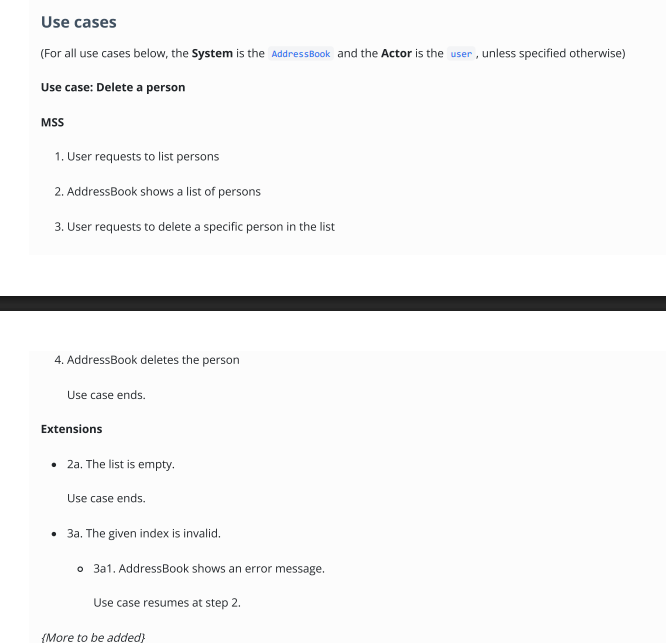 Use cases
(For all use cases below, the System is the AddressBook and the Actor is the user, unless specified otherwise)
Use case: Delete a person
MSS
1. User requests to list persons
2. AddressBook shows a list of persons
3. User requests to delete a specific person in the list
4. AddressBook deletes the person
Use case ends.
Extensions
• 2a. The list is empty.
Use case ends.
• 3a. The given index is invalid.
◦ 3a1. AddressBook shows an error message.
Use case resumes at step 2.
{More to be added}